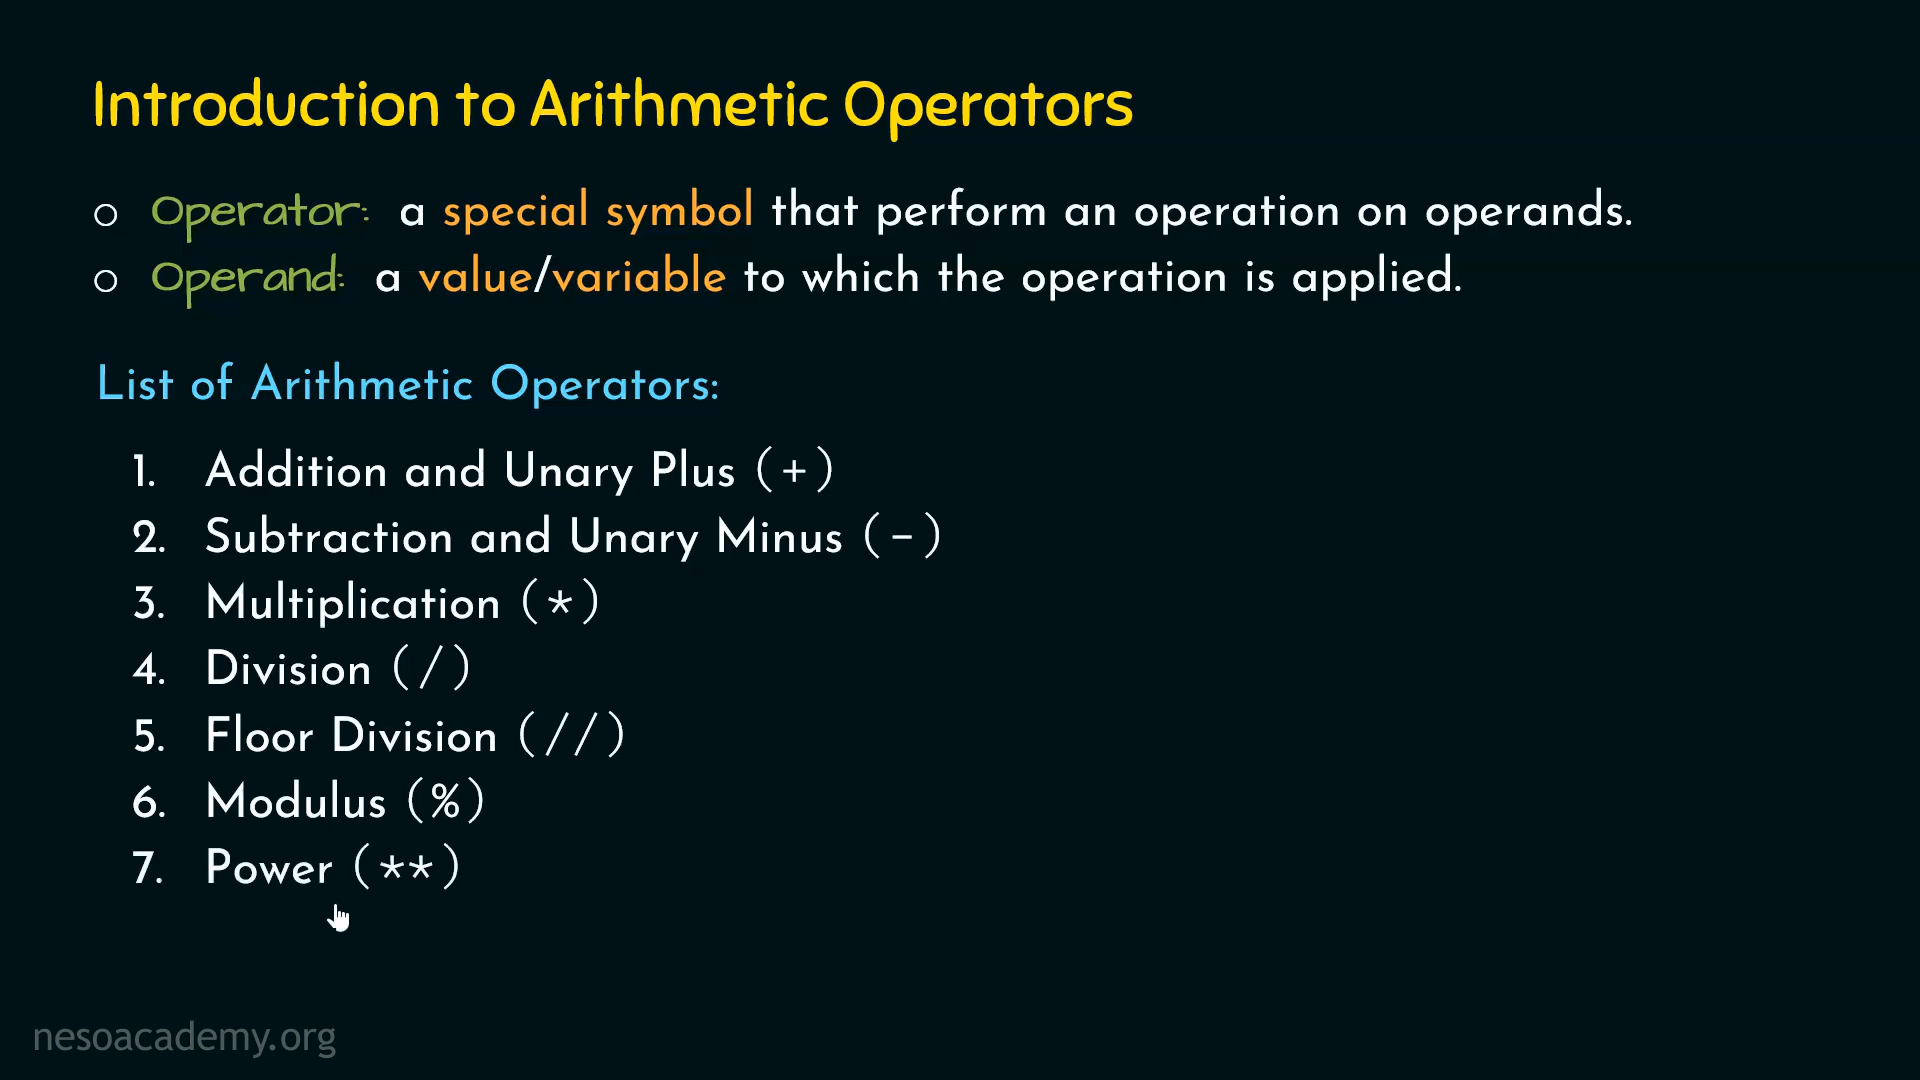 Introduction to Arithmetic Operators
○ Operator: a special symbol that perform an operation on operands.
○ Operand: a value/variable to which the operation is applied.
List of Arithmetic Operators:
1. Addition and Unary Plus (+)
2. Subtraction and Unary Minus (-)
3. Multiplication (*)
4. Division (/)
5. Floor Division (//)
6. Modulus (%)
7. Power (**)
nesoacademy.org